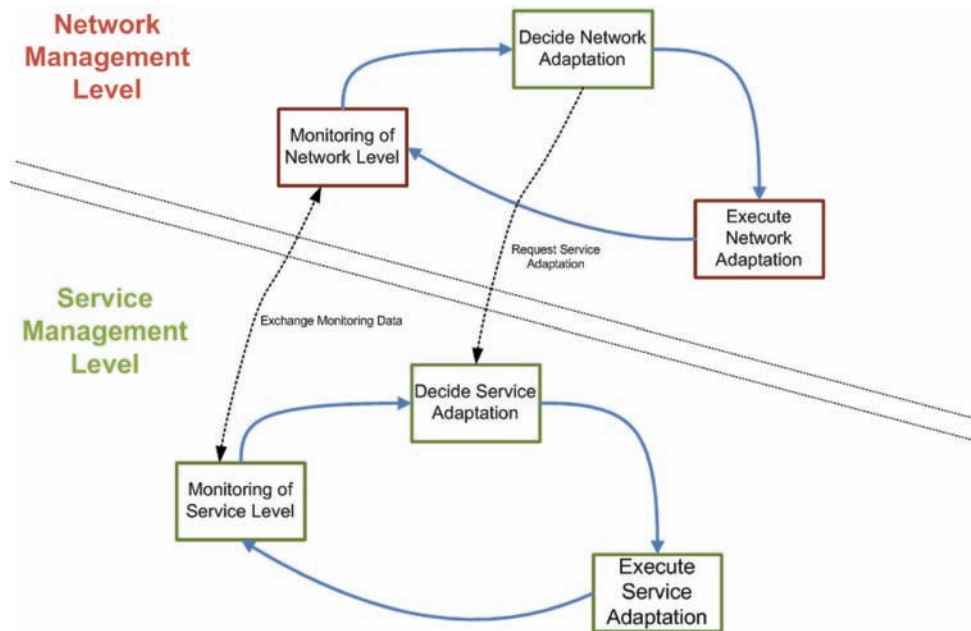 Network
Management
Level
Decide Network
Adaptation
Monitoring of
Network Level
Execute
Network
Adaptation
Request Service
Adaptation
Service
Management
Level
Exchange Monitoring Data
Decide Service
Adaptation
Monitoring of
Service Level
Execute
Service
Adaptation